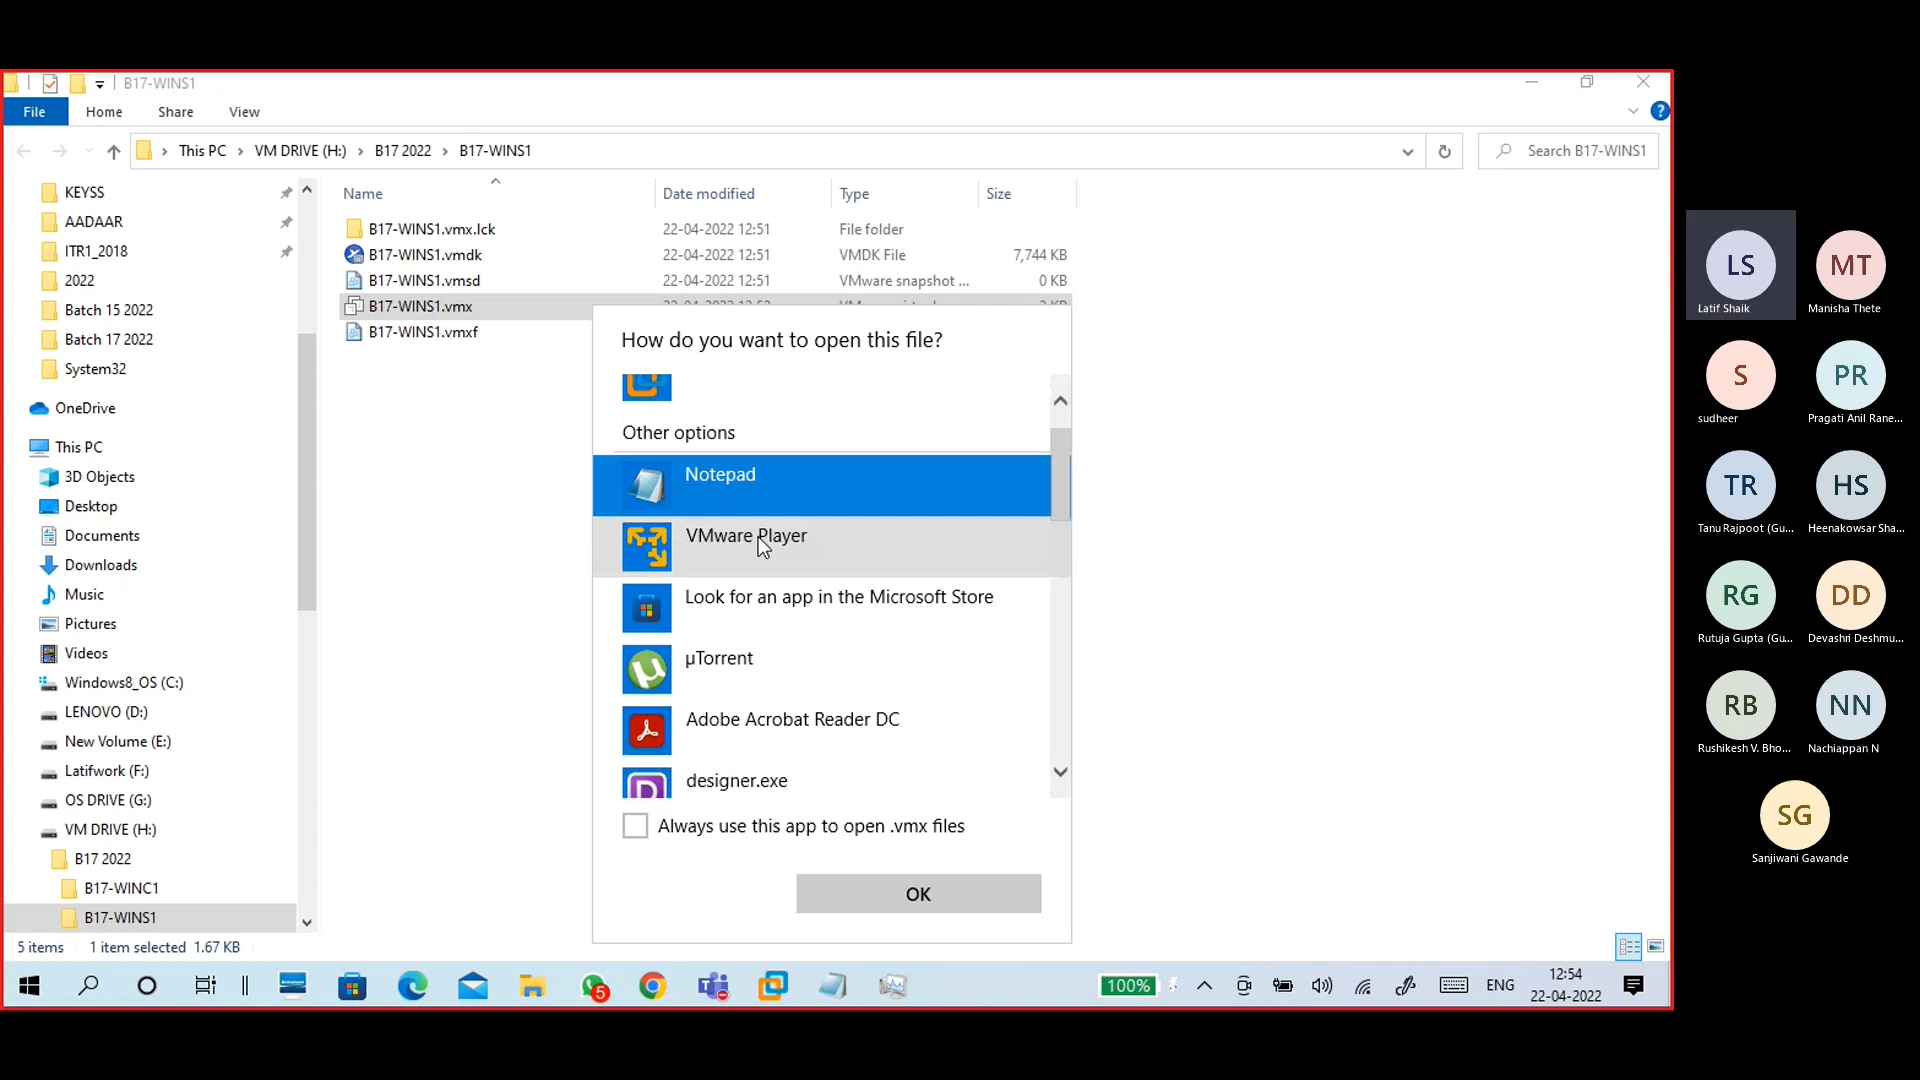 B17-WINS1
File
Home
Share
View
This PC
VM DRIVE (H:)
B17 2022
B17-WINS1
Search B17-WINS1
KEYSS
AADAAR
ITR1_2018
2022
Batch 15 2022
Batch 17 2022
System32
OneDrive
This PC
3D Objects
Desktop
Documents
Downloads
Music
Pictures
Videos
Windows8_OS (C:)
LENOVO (D:)
New Volume (E:)
Latifwork (F:)
OS DRIVE (G:)
VM DRIVE (H:)
B17 2022
B17-WINC1
B17-WINS1
Name Date modified Type Size
B17-WINS1.vmx.lck 22-04-2022 12:51 File folder
B17-WINS1.vmdk 22-04-2022 12:51 VMDK File 7,744 KB
B17-WINS1.vmsd 22-04-2022 12:51 VMware snapshot ... 0 KB
B17-WINS1.vmx
B17-WINS1.vmxf
How do you want to open this file?
Other options
Notepad
VMware Player
Look for an app in the Microsoft Store
µTorrent
Adobe Acrobat Reader DC
designer.exe
Always use this app to open .vmx files
OK
5 items 1 item selected 1.67 KB
5
100%
ENG
12:54
22-04-2022
LS
Latif Shaik
MT
Manisha Thete
S
sudheer
PR
Pragati Anil Rane...
TR
Tanu Rajpoot (Gu...
HS
Heenakowsar Sha...
RG
Rutuja Gupta (Gu...
DD
Devashri Deshmu...
RB
Rushikesh V. Bho...
NN
Nachiappan N
SG
Sanjiwani Gawande